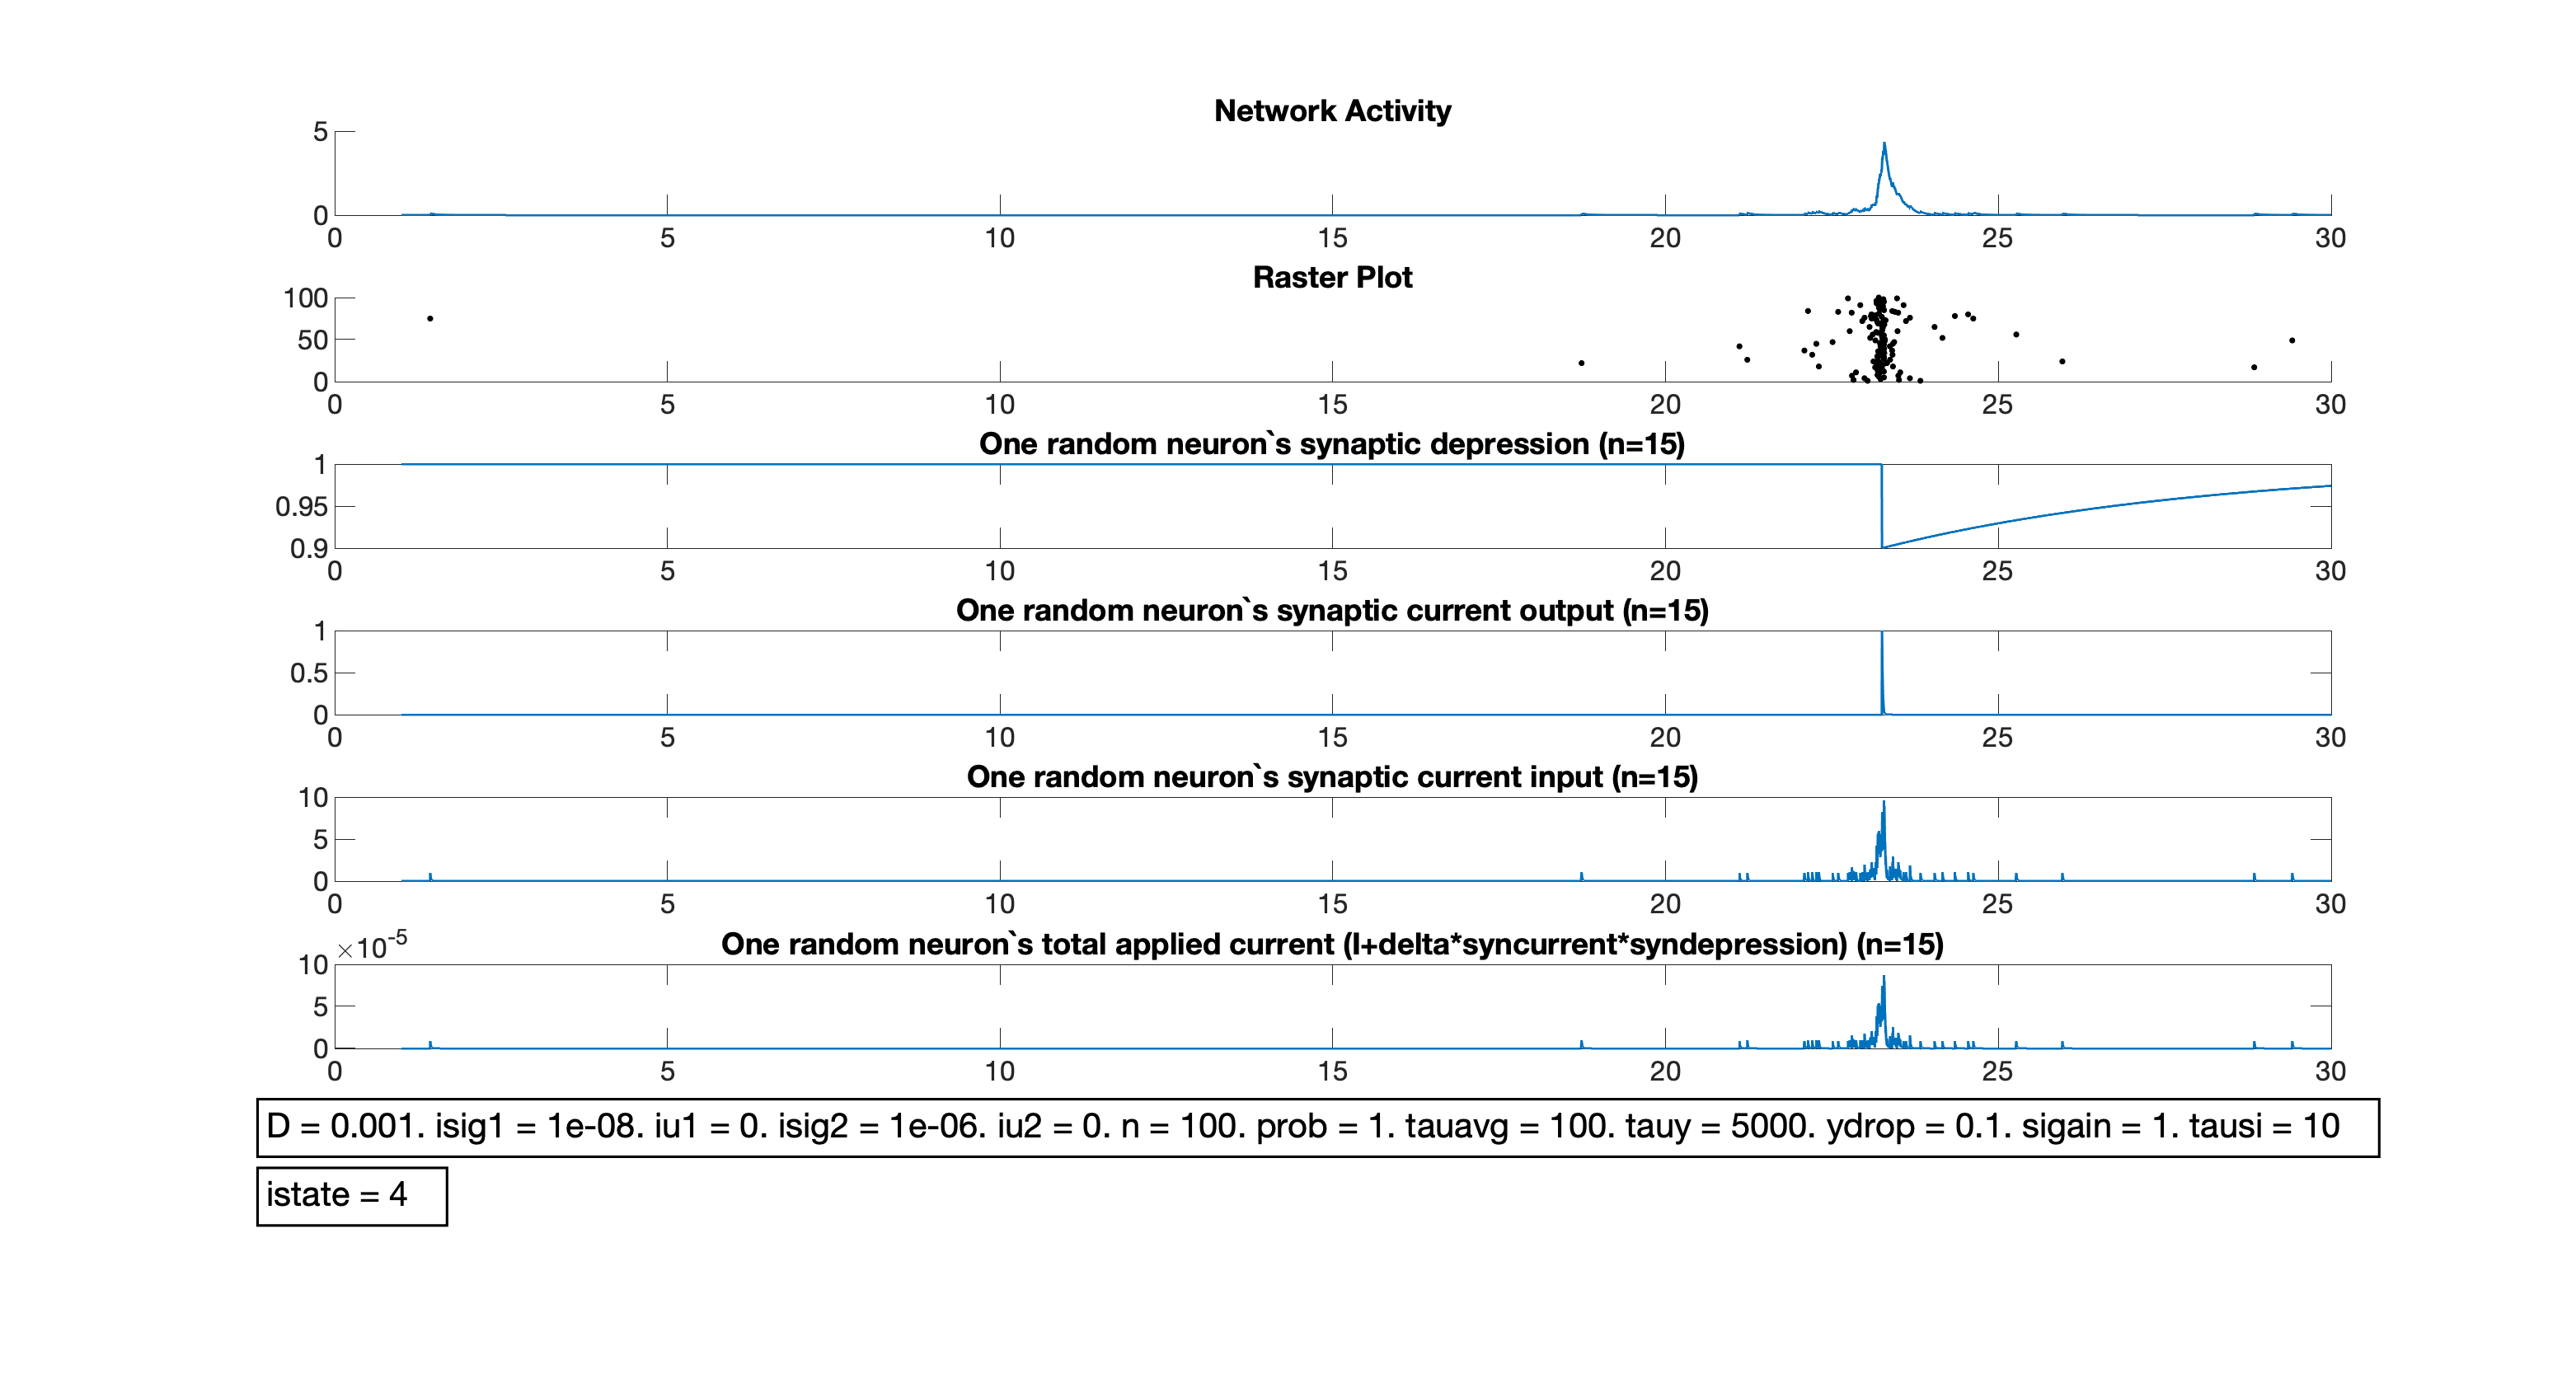 Network Activity
5
0
0 5 10 15 20 25 30
Raster Plot
100
50
0
0 5 10 15 20 25 30
One random neuron`s synaptic depression (n=15)
1
0.95
0.9
0 5 10 15 20 25 30
One random neuron`s synaptic current output (n=15)
1
0.5
0
0 5 10 15 20 25 30
One random neuron`s synaptic current input (n=15)
10
5
0
0 5 10 15 20 25 30
One random neuron`s total applied current (I+delta*syncurrent*syndepression) (n=15)
×10-5
10
5
0
0 5 10 15 20 25 30
D = 0.001. isig1 = 1e-08. iu1 = 0. isig2 = 1e-06. iu2 = 0. n = 100. prob = 1. tauavg = 100. tauy = 5000. ydrop = 0.1. sigain = 1. tausi = 10
istate = 4